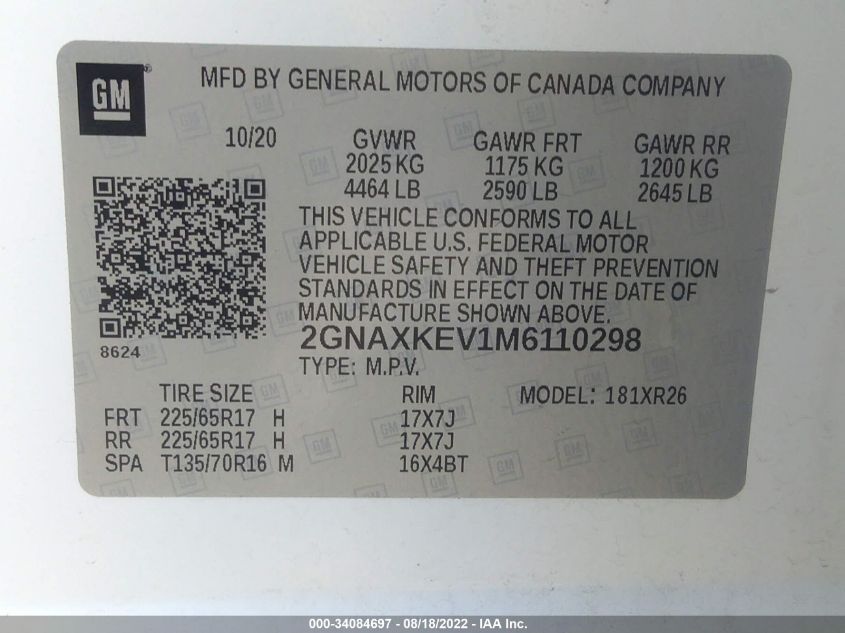 GM
MFD BY GENERAL MOTORS OF CANADA COMPANY
10/20 GVWR GAWR FRT GAWR RR
2025 KG 1175 KG 1200 KG
4464 LB 2590 LB 2645 LB
THIS VEHICLE CONFORMS TO ALL
APPLICABLE U.S. FEDERAL MOTOR
VEHICLE SAFETY AND THEFT PREVENTION
STANDARDS IN EFFECT ON THE DATE OF
MANUFACTURE SHOWN ABOVE.
2GNAXKEV1M6110298
8624
TYPE: M.P.V.
TIRE SIZE RIM MODEL: 181XR26
FRT 225/65R17 H 17X7J
RR 225/65R17 H 17X7J
SPA T135/70R16 M 16X4BT
000-34084697 - 08/18/2022 - IAA Inc.